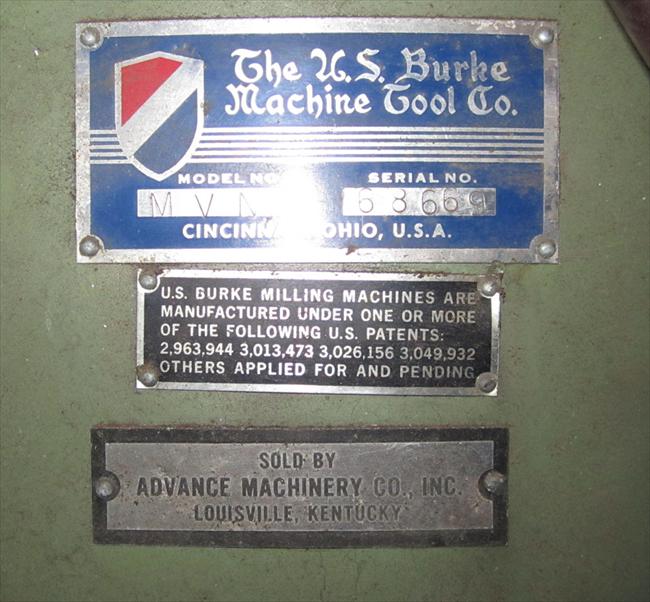 The U.S. Burke
Machine Tool Co.
MODEL NO. SERIAL NO.
M V N 68669
OHIO, U.S.A.
U.S. BURKE MILLING MACHINES ARE
MANUFACTURED UNDER ONE OR MORE
OF THE FOLLOWING U.S. PATENTS:
2,963,944 3,013,473 3,026,156 3,049,932
OTHERS APPLIED FOR AND PENDING
SOLD BY
ADVANCE MACHINERY CO., INC.
LOUISVILLE, KENTUCKY